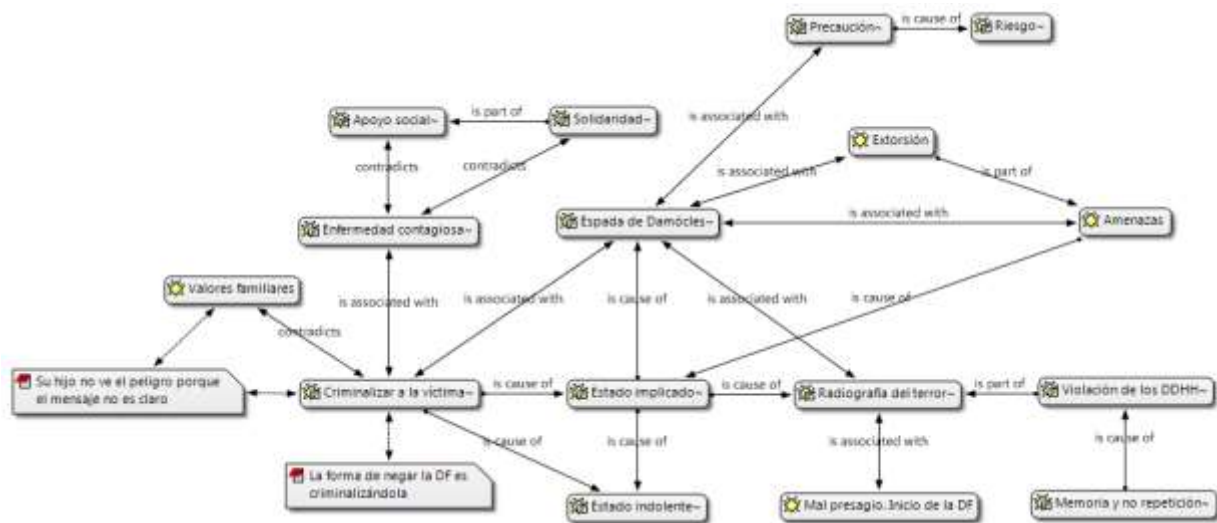 Precaución~
is cause of
Riesgo~
Apoyo social~
is part of
Solidaridad~
is associated with
Extorsión
contradicts
contradicts
is associated with
is part of
Enfermedad contagiosa~
Espada de Damócles~
is associated with
Amenazas
Valores familiares
is associated with
is associated with
is cause of
is associated with
is cause of
contradicts
Su hijo no ve el peligro porque
el mensaje no es claro
Criminalizar a la víctima~
is cause of
Estado implicado~
is cause of
Radiografía del terror~
is part of
Violación de los DDHH~
is cause of
is cause of
is associated with
is cause of
La forma de negar la DF es
criminalizándola
Estado indolente~
Mal presagio. Inicio de la DF
Memoria y no repetición~